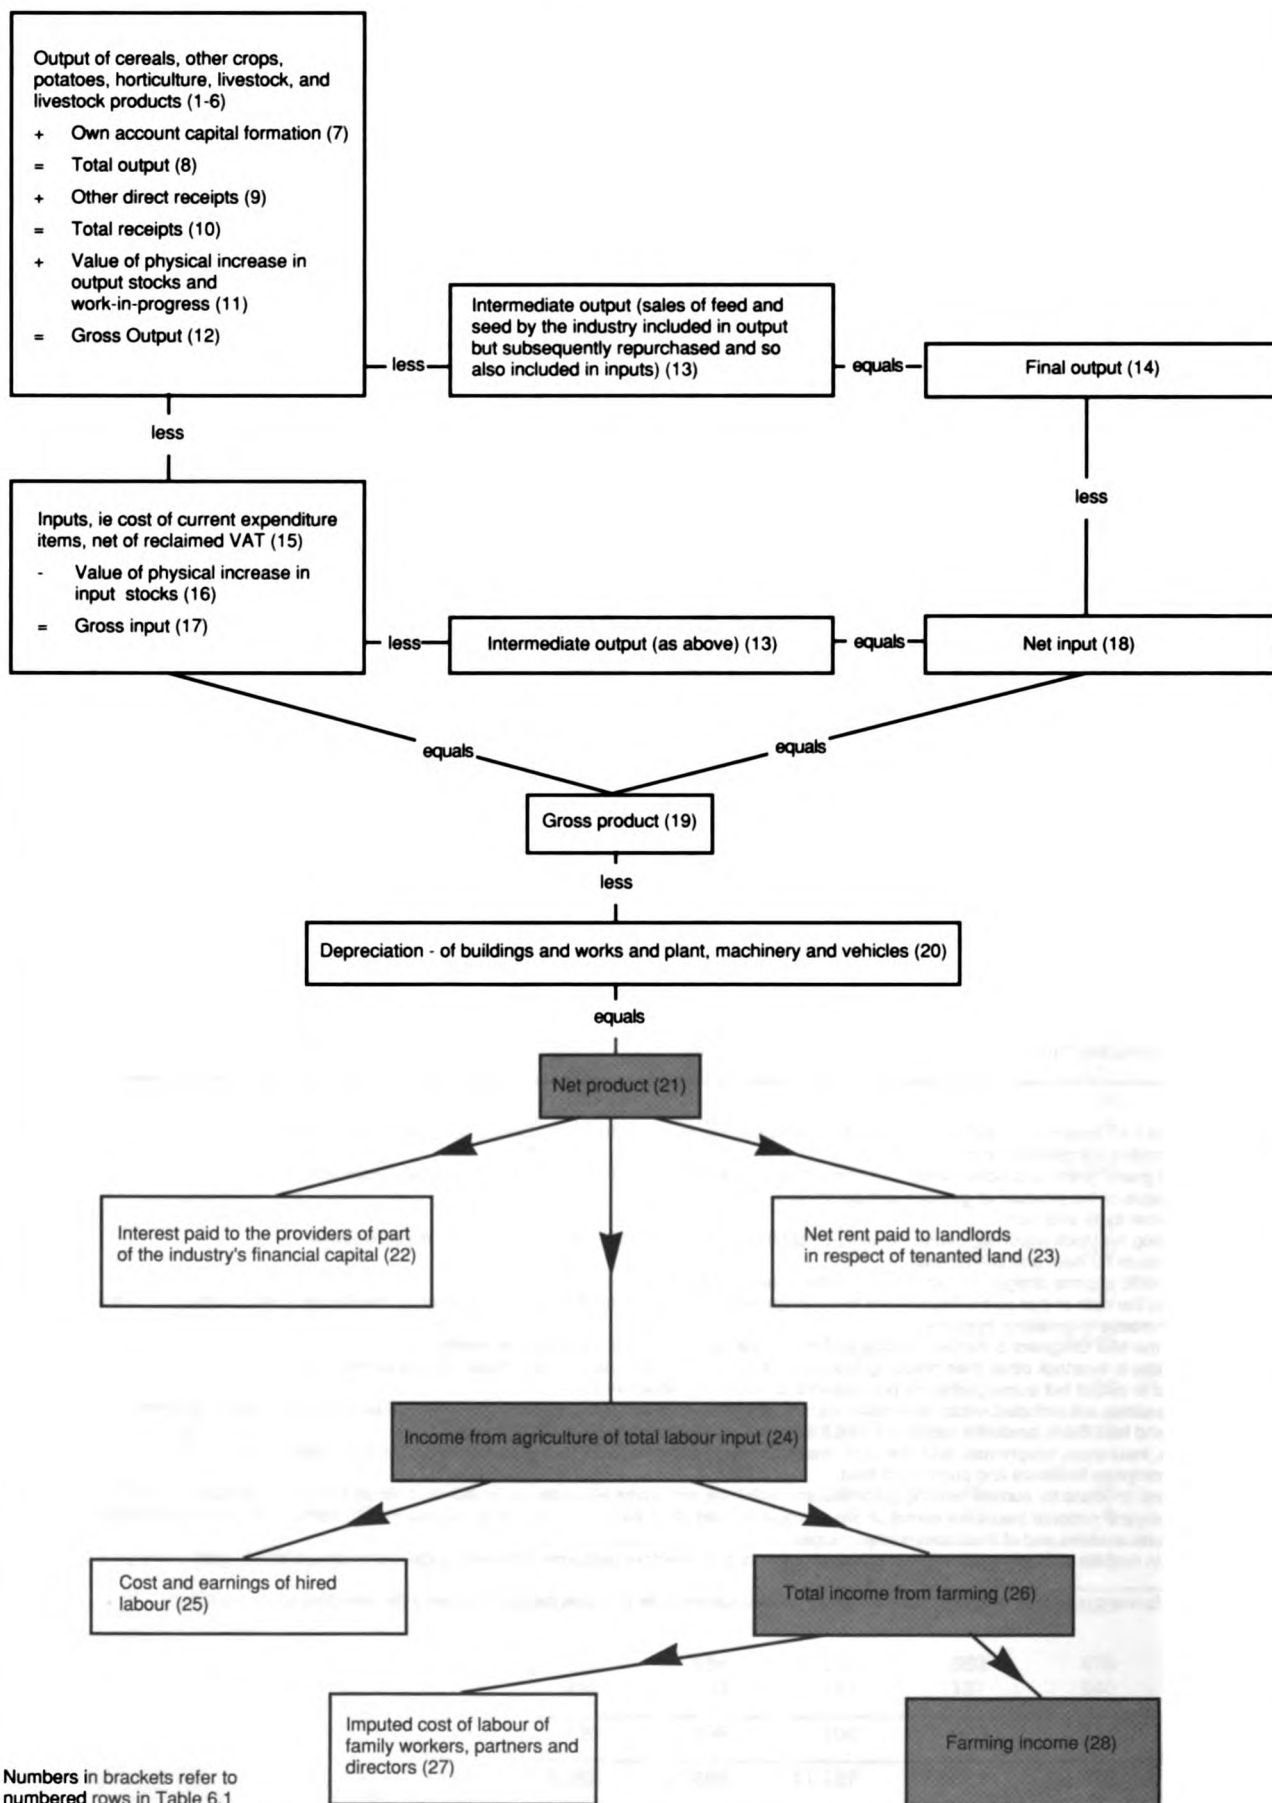 Output of cereals, other crops,
potatoes, horticulture, livestock, and
livestock products (1-6)
+ Own account capital formation (7)
= Total output (8)
+ Other direct receipts (9)
= Total receipts (10)
+ Value of physical increase in
output stocks and
work-in-progress (11)
= Gross Output (12)
less
Intermediate output (sales of feed and
seed by the industry included in output
but subsequently repurchased and so
also included in inputs) (13)
equals
Final output (14)
less
less
Inputs, ie cost of current expenditure
items, net of reclaimed VAT (15)
- Value of physical increase in
input stocks (16)
= Gross input (17)
less
Intermediate output (as above) (13)
equals
Net input (18)
equals
equals
Gross product (19)
less
Depreciation - of buildings and works and plant, machinery and vehicles (20)
equals
Net product (21)
Interest paid to the providers of part
of the industry's financial capital (22)
Net rent paid to landlords
in respect of tenanted land (23)
Income from agriculture of total labour input (24)
Cost and earnings of hired
labour (25)
Total income from farming (26)
Imputed cost of labour of
family workers, partners and
directors (27)
Farming income (28)
Numbers in brackets refer to
numbered rows in Table 6.1